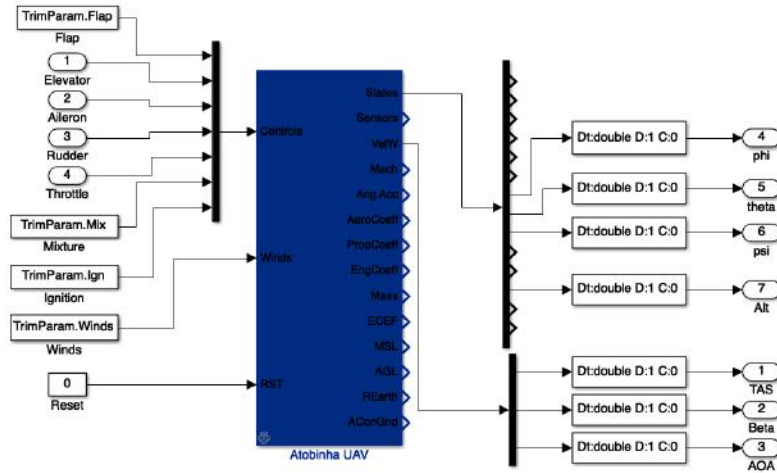 TrimParam.Flap
Flap
1
Elevator
2
Aileron
3
Rudder
4
Throttle
TrimParam.Mix
Mixture
TrimParam.Ign
Ignition
TrimParam.Winds
Winds
0
Reset
Controls
Winds
RST
States
Sensors
VelW
Mach
Ang Acc
AeroCoeff
PropCoeff
EngCoeff
Mass
ECEF
MSL
AGL
REarth
AConGnd
Atobinha UAV
Dt:double D:1 C:0
4
phi
Dt:double D:1 C:0
5
theta
Dt:double D:1 C:0
6
psi
Dt:double D:1 C:0
7
Alt
Dt:double D:1 C:0
1
TAS
Dt:double D:1 C:0
2
Beta
Dt:double D:1 C:0
3
AOA